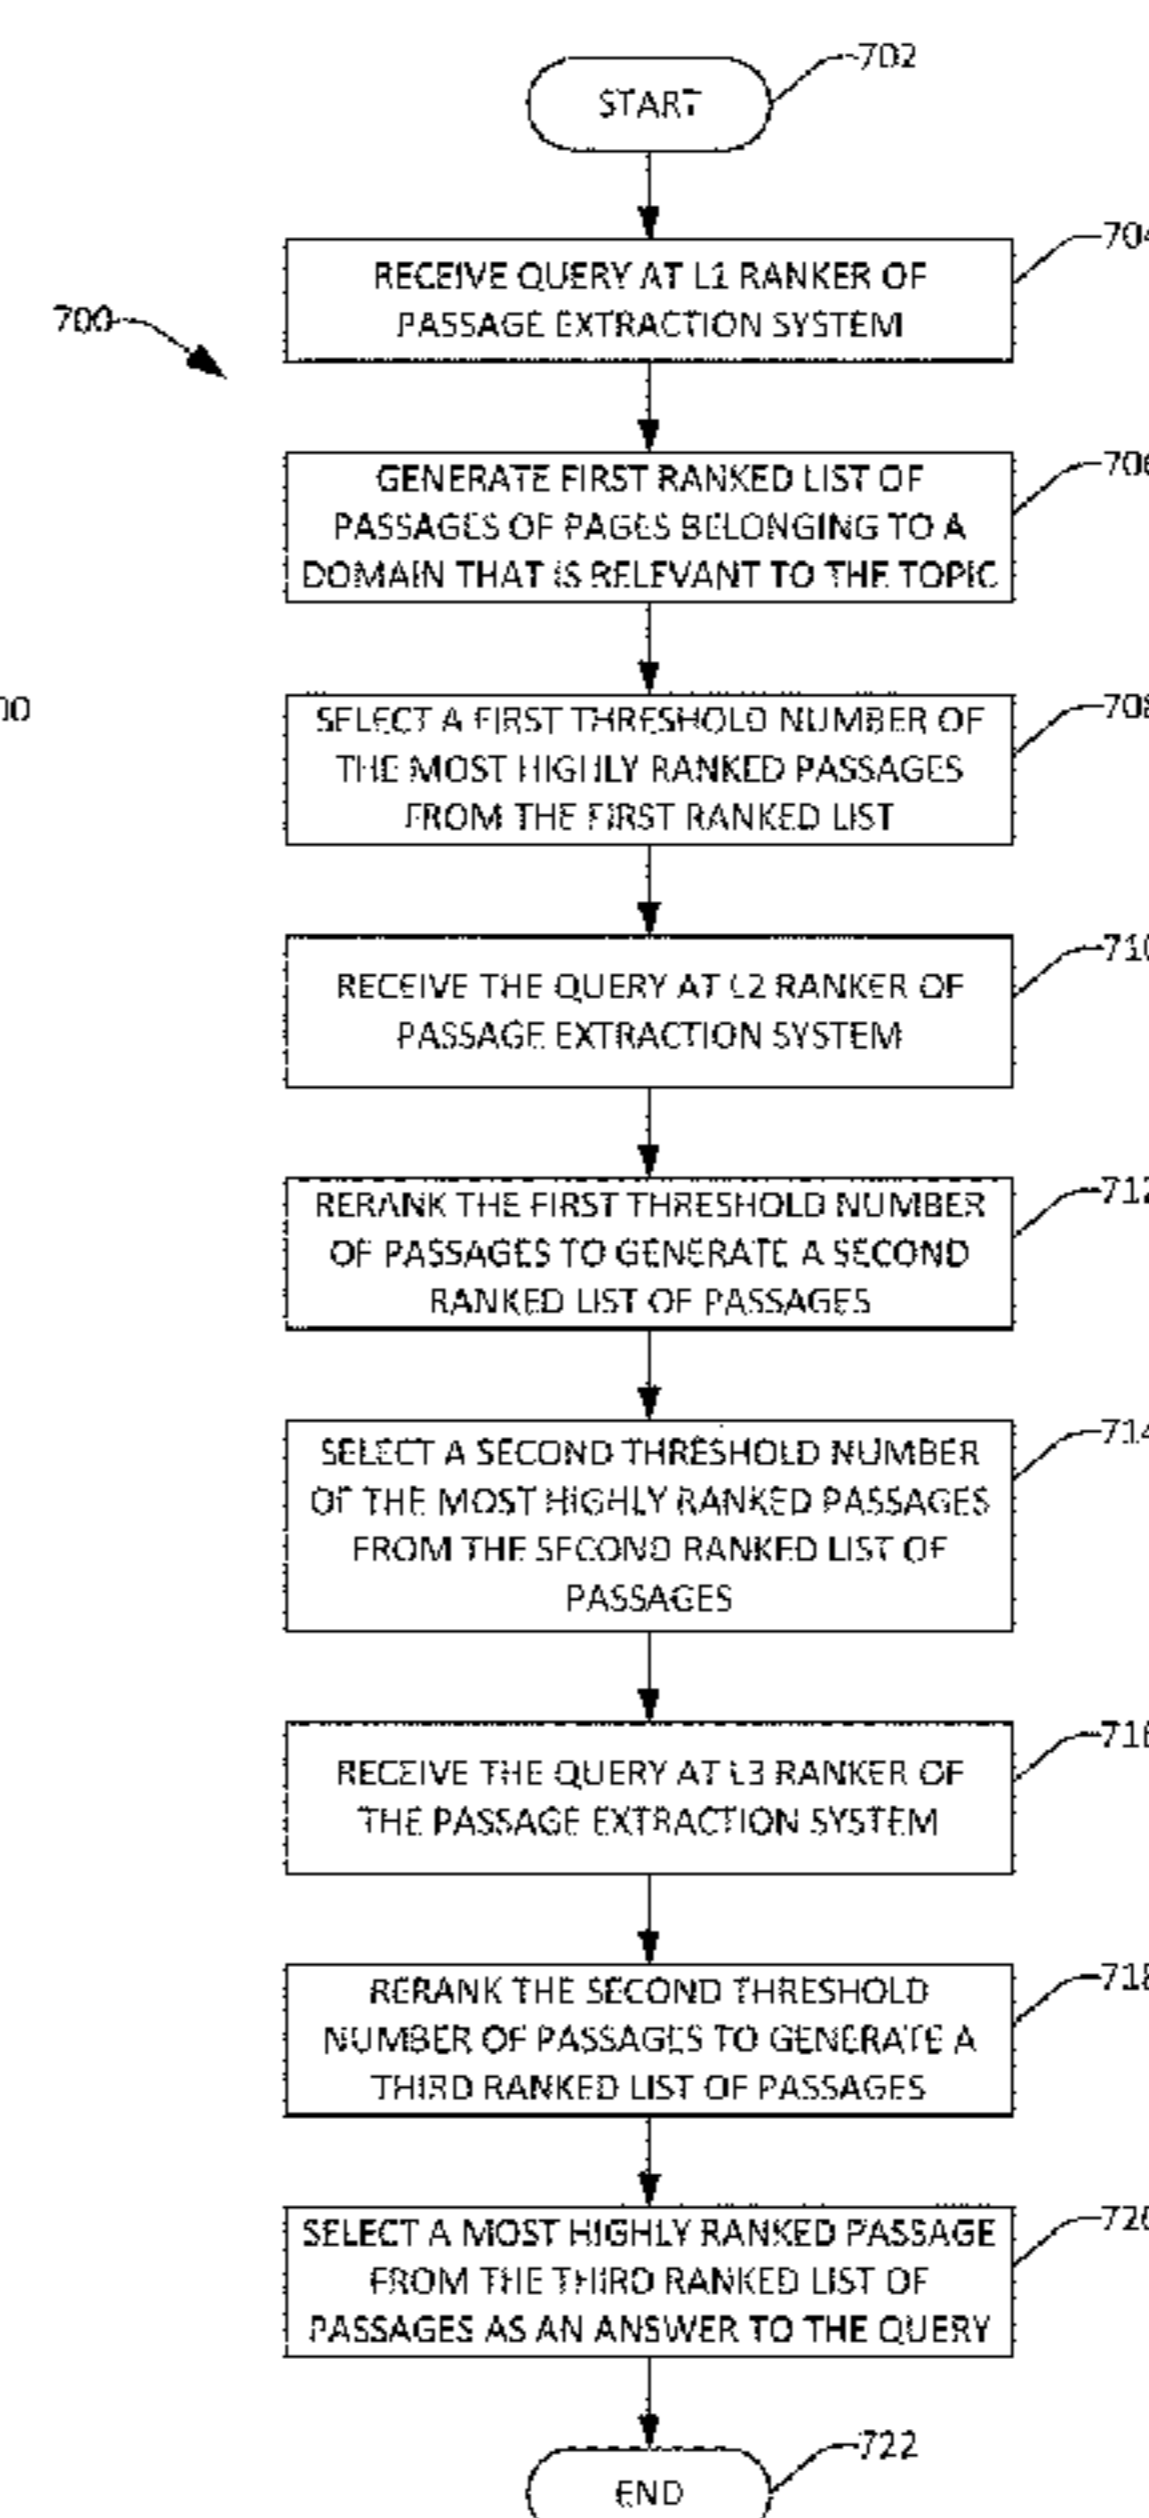 702
START
704
RECEIVE QUERY AT L1 RANKER OF
PASSAGE EXTRACTION SYSTEM
700
706
GENERATE FIRST RANKED LIST OF
PASSAGES OF PAGES BELONGING TO A
DOMAIN THAT IS RELEVANT TO THE TOPIC
00
708
SELECT A FIRST THRESHOLD NUMBER OF
THE MOST HIGHLY RANKED PASSAGES
FROM THE FIRST RANKED LIST
710
RECEIVE THE QUERY AT L2 RANKER OF
PASSAGE EXTRACTION SYSTEM
712
RERANK THE FIRST THRESHOLD NUMBER
OF PASSAGES TO GENERATE A SECOND
RANKED LIST OF PASSAGES
714
SELECT A SECOND THRESHOLD NUMBER
OF THE MOST HIGHLY RANKED PASSAGES
FROM THE SECOND RANKED LIST OF
PASSAGES
716
RECEIVE THE QUERY AT L3 RANKER OF
THE PASSAGE EXTRACTION SYSTEM
718
RERANK THE SECOND THRESHOLD
NUMBER OF PASSAGES TO GENERATE A
THIRD RANKED LIST OF PASSAGES
720
SELECT A MOST HIGHLY RANKED PASSAGE
FROM THE THIRD RANKED LIST OF
PASSAGES AS AN ANSWER TO THE QUERY
722
END